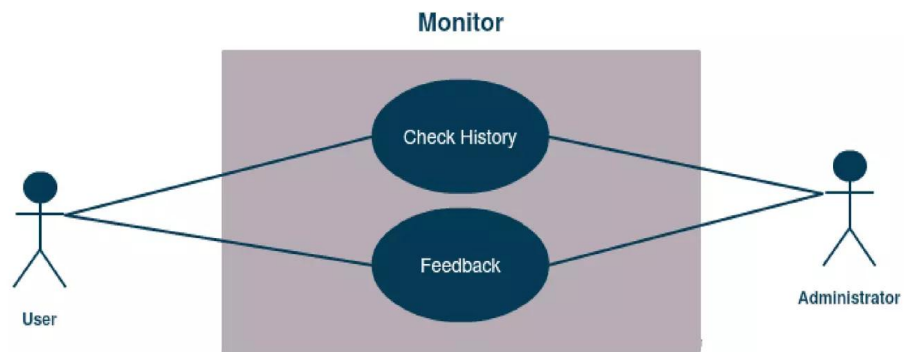 Monitor
Check History
Feedback
User
Administrator